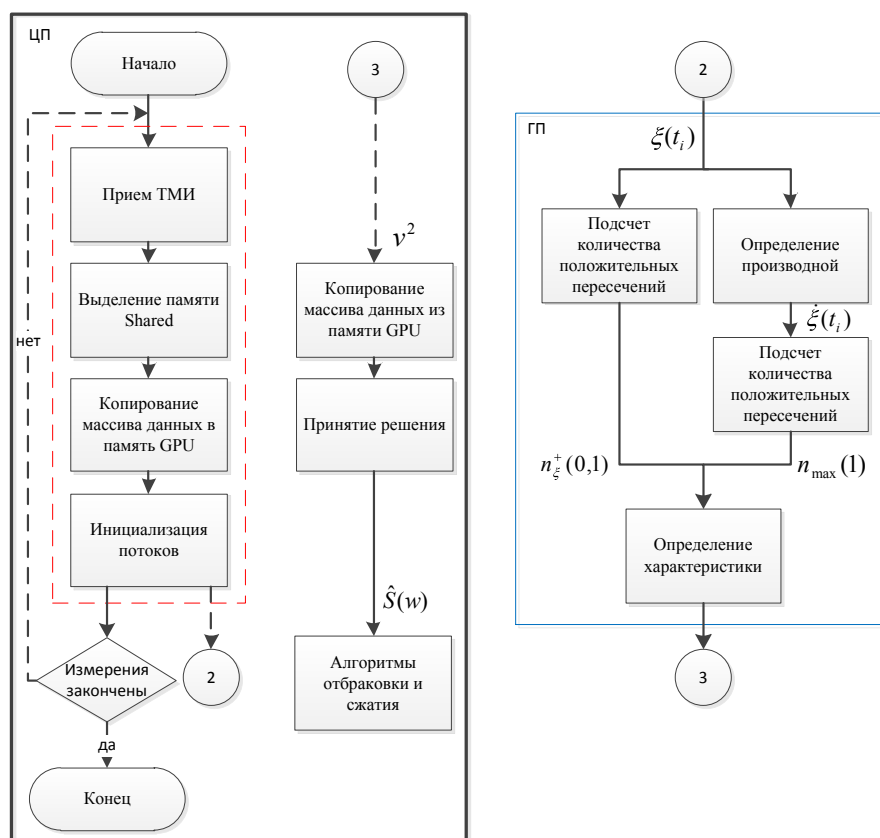 ЦП
Начало
Прием ТМИ
Выделение памяти
Shared
Копирование
массива данных в
память GPU
Инициализация
потоков
нет
Измерения
закончены
да
Конец
2
3
ν²
Копирование
массива данных из
памяти GPU
Принятие решения
Ŝ(w)
Алгоритмы
отбраковки и
сжатия
2
ГП
ξ(tᵢ)
Подсчет
количества
положительных
пересечений
Определение
производной
ξ̇(tᵢ)
Подсчет
количества
положительных
пересечений
n_ξ^+(0,1)
n_max(1)
Определение
характеристики
3